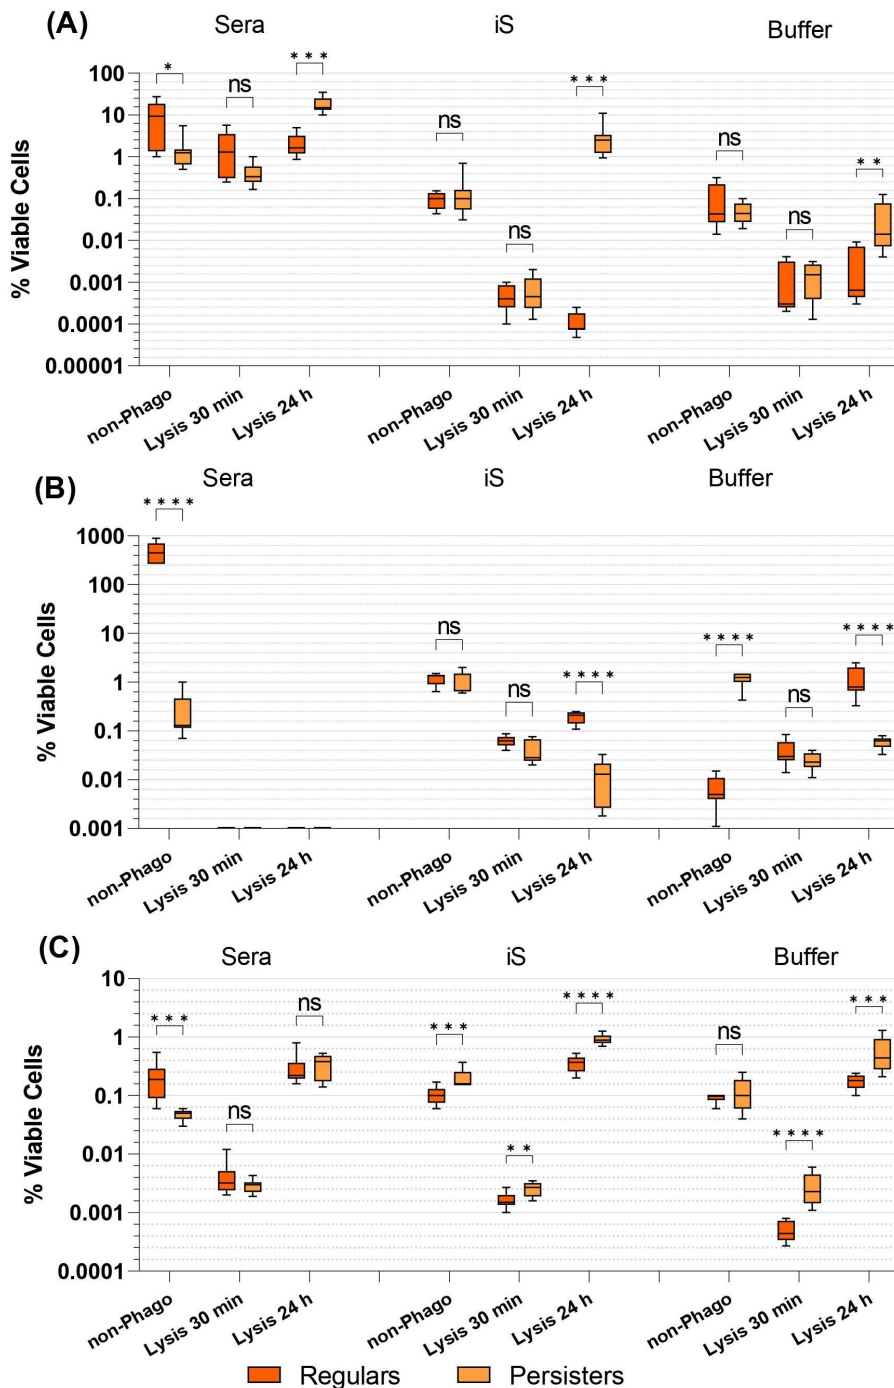 (A)
Sera iS Buffer
* ns * * * ns ns * * * ns ns * *
% Viable Cells
100
10
1
0.1
0.01
0.001
0.0001
0.00001
non-Phago Lysis 30 min Lysis 24 h non-Phago Lysis 30 min Lysis 24 h non-Phago Lysis 30 min Lysis 24 h
(B)
Sera iS Buffer
* * * * ns ns * * * * * * * * ns * * * *
% Viable Cells
1000
100
10
1
0.1
0.01
0.001
non-Phago Lysis 30 min Lysis 24 h non-Phago Lysis 30 min Lysis 24 h non-Phago Lysis 30 min Lysis 24 h
(C)
Sera iS Buffer
* * * ns ns * * * * * * * * * ns * * * * * * *
% Viable Cells
10
1
0.1
0.01
0.001
0.0001
non-Phago Lysis 30 min Lysis 24 h non-Phago Lysis 30 min Lysis 24 h non-Phago Lysis 30 min Lysis 24 h
Regulars Persisters